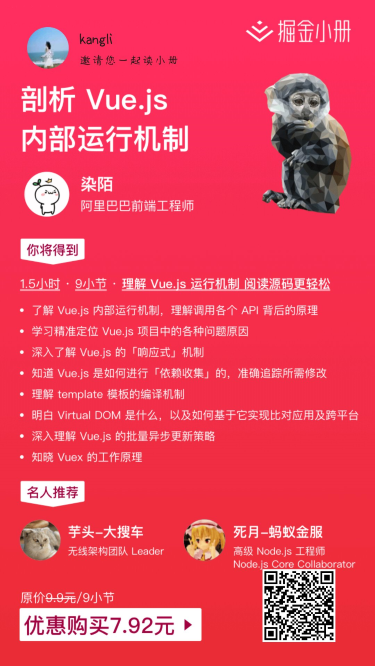 kangli
邀请您一起读小册
掘金小册
剖析 Vue.js
内部运行机制
染陌
阿里巴巴前端工程师
你将得到
1.5小时 · 9小节 · 理解 Vue.js 运行机制 阅读源码更轻松
• 了解 Vue.js 内部运行机制，理解调用各个 API 背后的原理
• 学习精准定位 Vue.js 项目中的各种问题原因
• 深入了解 Vue.js 的「响应式」机制
• 知道 Vue.js 是如何进行「依赖收集」的，准确追踪所需修改
• 理解 template 模板的编译机制
• 明白 Virtual DOM 是什么，以及如何基于它实现比对应用及跨平台
• 深入理解 Vue.js 的批量异步更新策略
• 知晓 Vuex 的工作原理
名人推荐
芋头-大搜车
无线架构团队 Leader
死月-蚂蚁金服
高级 Node.js 工程师
Node.js Core Collaborator
原价9.9元/9小节
优惠购买7.92元